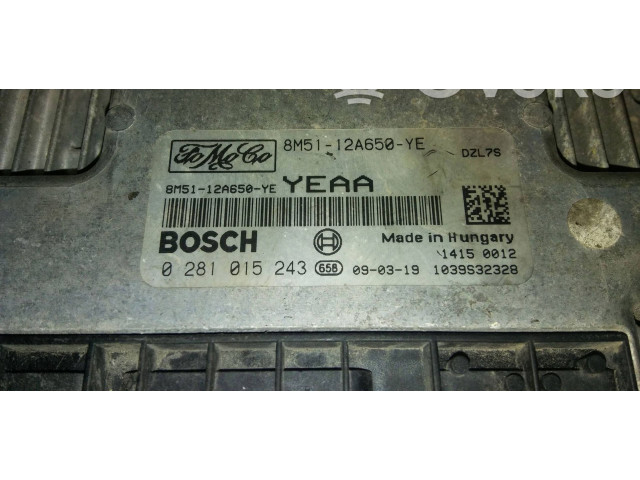 FoMoCo 8M51-12A650-YE DZL7S
8M51-12A650-YE YEAA
BOSCH Made in Hungary
1415 0012
0 281 015 243 658 09-03-19 1039S32328